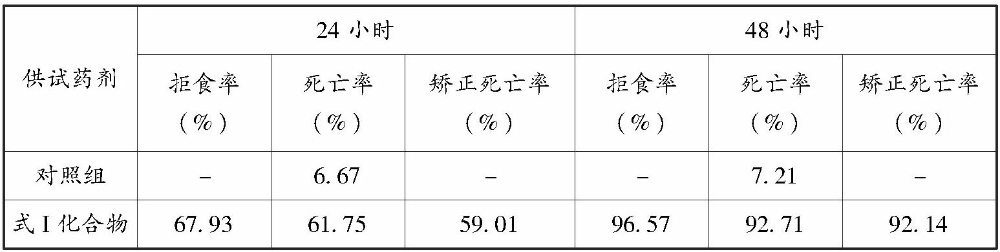 供试药剂 24 小时 48 小时
拒食率 (%) 死亡率 (%) 矫正死亡率 (%) 拒食率 (%) 死亡率 (%) 矫正死亡率 (%)
对照组 – 6.67 – – 7.21 –
式 I 化合物 67.93 61.75 59.01 96.57 92.71 92.14